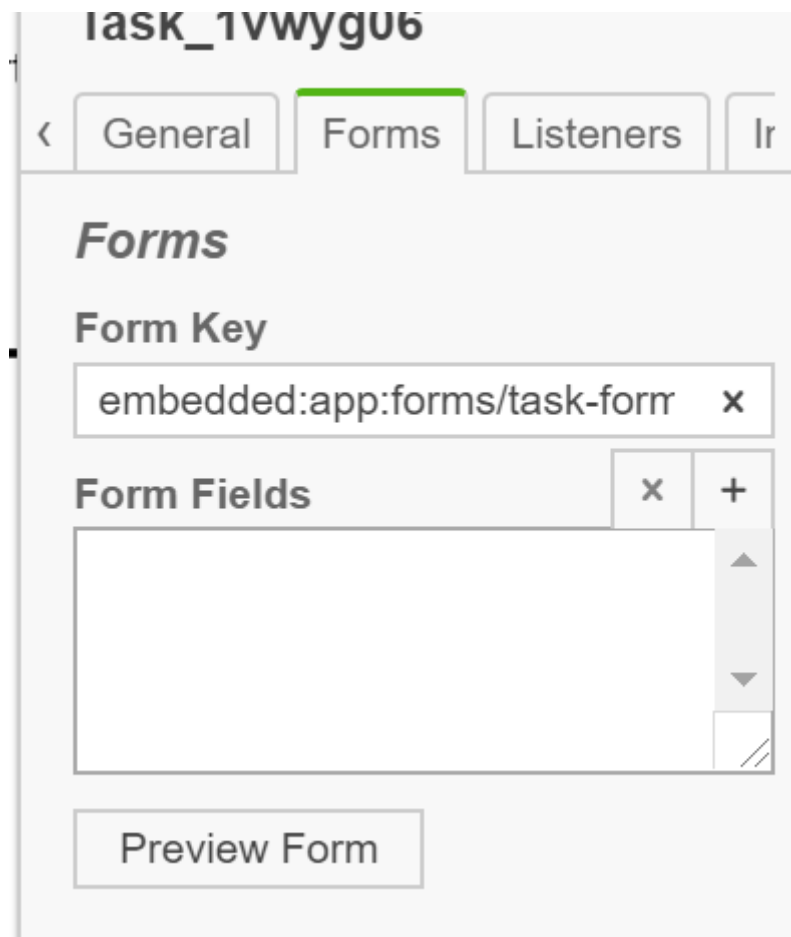 Task_1vwyg06
‹ General Forms Listeners
Forms
Form Key
embedded:app:forms/task-form ×
Form Fields × +
Preview Form